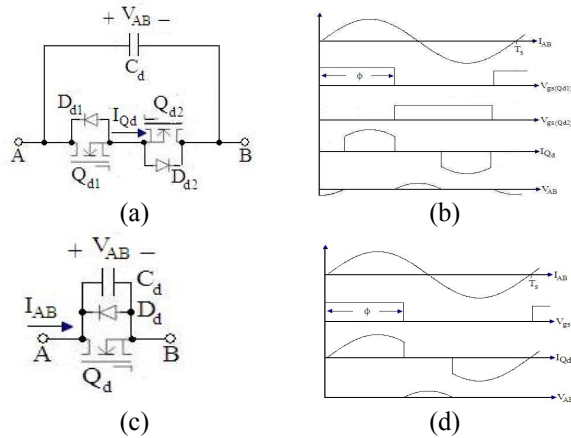 + V_AB −
C_d
D_d1
I_Qd
Q_d2
A
B
Q_d1
D_d2
(a)
I_AB
T_s
ϕ
V_gs(Qd1)
V_gs(Qd2)
I_Qd
V_AB
(b)
+ V_AB −
C_d
I_AB
D_d
A
B
Q_d
(c)
I_AB
T_s
ϕ
V_gs
I_Qd
V_AB
(d)